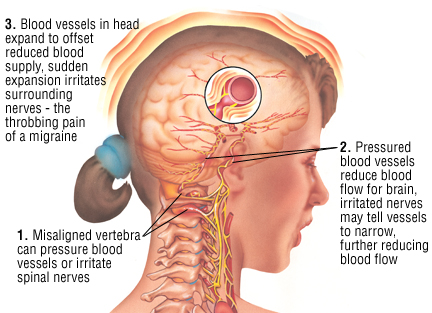 3. Blood vessels in head
expand to offset
reduced blood
supply, sudden
expansion irritates
surrounding
nerves - the
throbbing pain
of a migraine
2. Pressured
blood vessels
reduce blood
flow for brain,
irritated nerves
may tell vessels
to narrow,
further reducing
blood flow
1. Misaligned vertebra
can pressure blood
vessels or irritate
spinal nerves